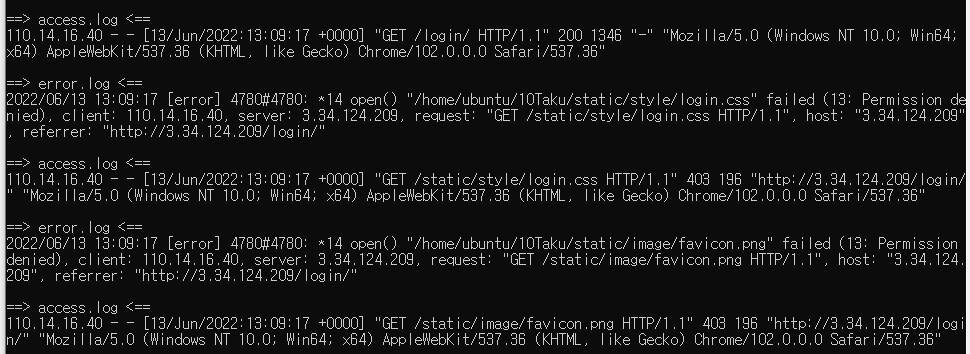 ==> access.log <==
110.14.16.40 - - [13/Jun/2022:13:09:17 +0000] "GET /login/ HTTP/1.1" 200 1346 "-" "Mozilla/5.0 (Windows NT 10.0; Win64;
x64) AppleWebKit/537.36 (KHTML, like Gecko) Chrome/102.0.0.0 Safari/537.36"
==> error.log <==
2022/06/13 13:09:17 [error] 4780#4780: *14 open() "/home/ubuntu/10Taku/static/style/login.css" failed (13: Permission de
nied), client: 110.14.16.40, server: 3.34.124.209, request: "GET /static/style/login.css HTTP/1.1", host: "3.34.124.209"
, referrer: "http://3.34.124.209/login/"
==> access.log <==
110.14.16.40 - - [13/Jun/2022:13:09:17 +0000] "GET /static/style/login.css HTTP/1.1" 403 196 "http://3.34.124.209/login/
" "Mozilla/5.0 (Windows NT 10.0; Win64; x64) AppleWebKit/537.36 (KHTML, like Gecko) Chrome/102.0.0.0 Safari/537.36"
==> error.log <==
2022/06/13 13:09:17 [error] 4780#4780: *14 open() "/home/ubuntu/10Taku/static/image/favicon.png" failed (13: Permission
denied), client: 110.14.16.40, server: 3.34.124.209, request: "GET /static/image/favicon.png HTTP/1.1", host: "3.34.124.
209", referrer: "http://3.34.124.209/login/"
==> access.log <==
110.14.16.40 - - [13/Jun/2022:13:09:17 +0000] "GET /static/image/favicon.png HTTP/1.1" 403 196 "http://3.34.124.209/logi
n/" "Mozilla/5.0 (Windows NT 10.0; Win64; x64) AppleWebKit/537.36 (KHTML, like Gecko) Chrome/102.0.0.0 Safari/537.36"